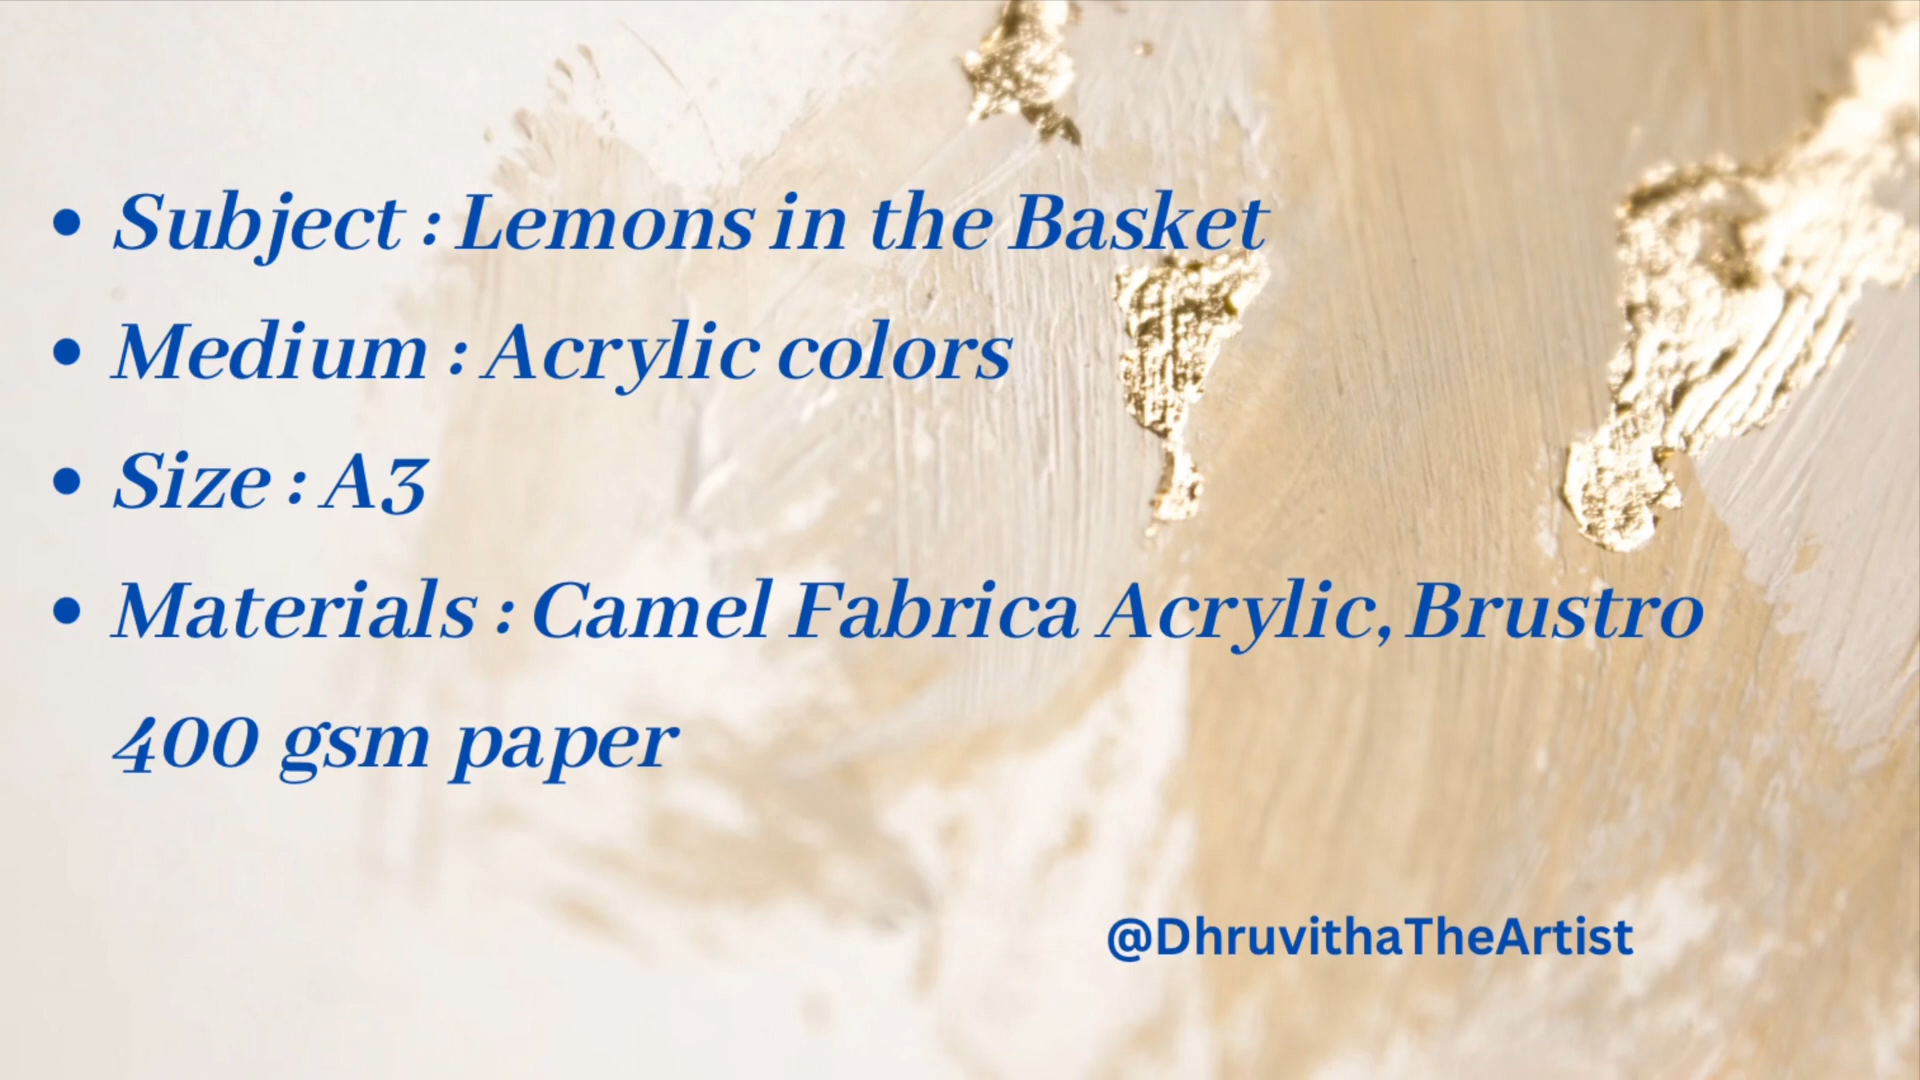 • Subject : Lemons in the Basket
• Medium : Acrylic colors
• Size : A3
• Materials : Camel Fabrica Acrylic, Brustro
400 gsm paper
@DhruvithaTheArtist